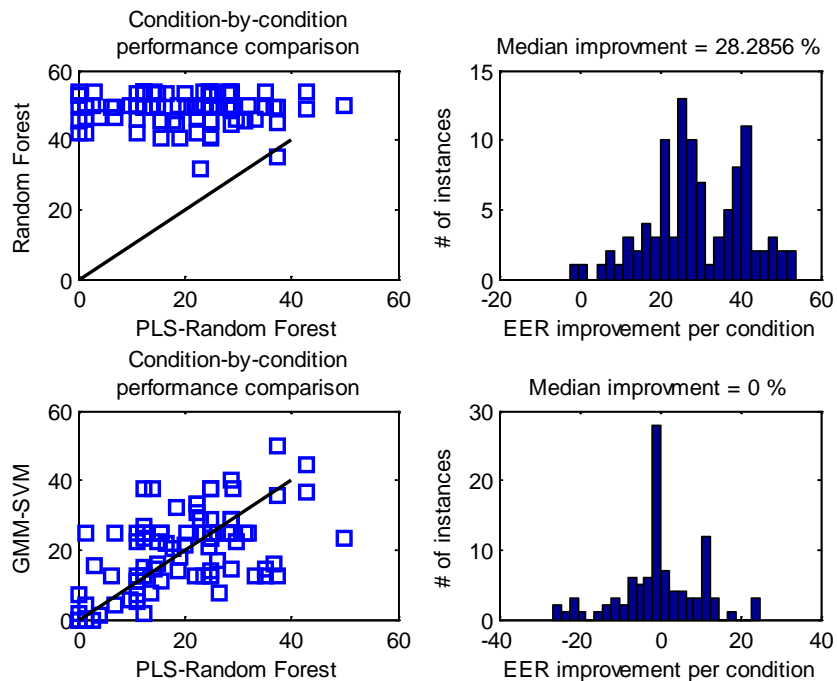 Condition-by-condition
performance comparison
60
40
20
0
0
20
40
60
Random Forest
PLS-Random Forest
Median improvment = 28.2856 %
15
10
5
0
-20
0
20
40
60
# of instances
EER improvement per condition
Condition-by-condition
performance comparison
60
40
20
0
0
20
40
60
GMM-SVM
PLS-Random Forest
Median improvment = 0 %
30
20
10
0
-40
-20
0
20
40
# of instances
EER improvement per condition